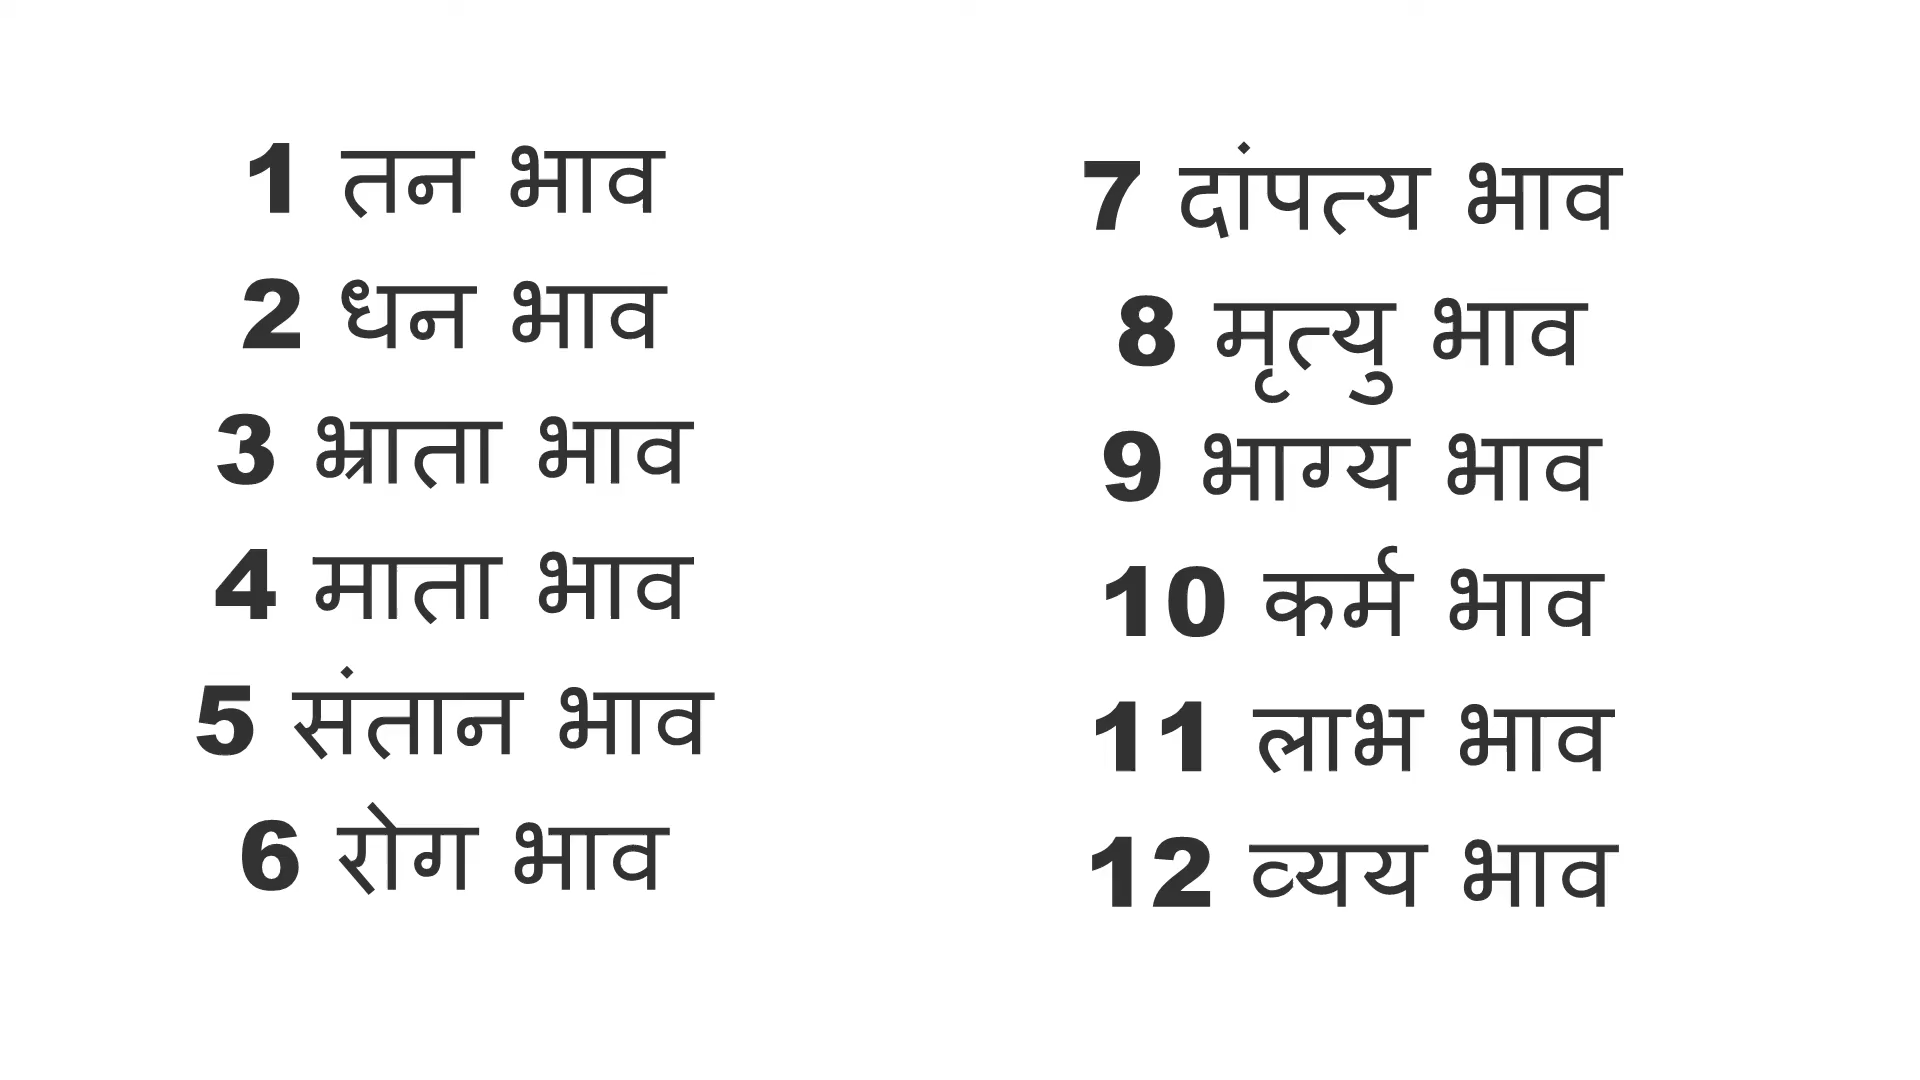 1 तन भाव
2 धन भाव
3 भ्राता भाव
4 माता भाव
5 संतान भाव
6 रोग भाव
7 दांपत्य भाव
8 मृत्यु भाव
9 भाग्य भाव
10 कर्म भाव
11 लाभ भाव
12 व्यय भाव